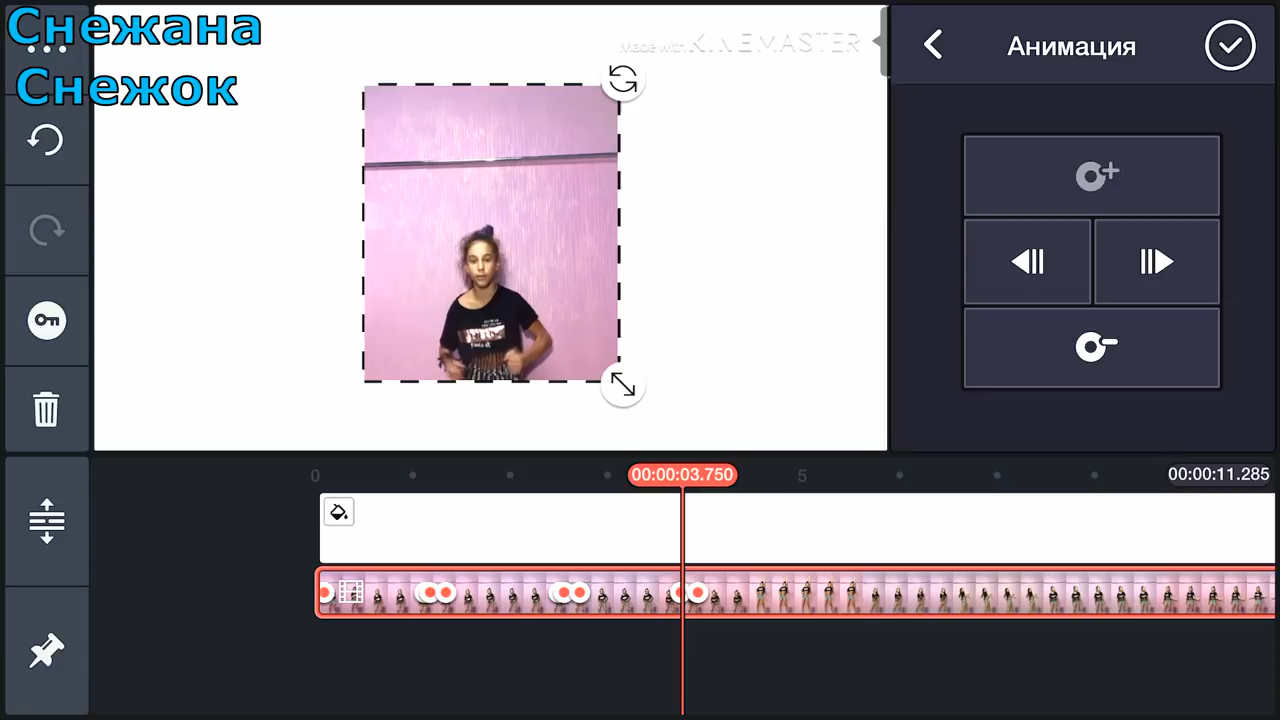 Снежана
Снежок
Made with KINEMASTER
Анимация
0
00:00:03.750
5
00:00:11.285